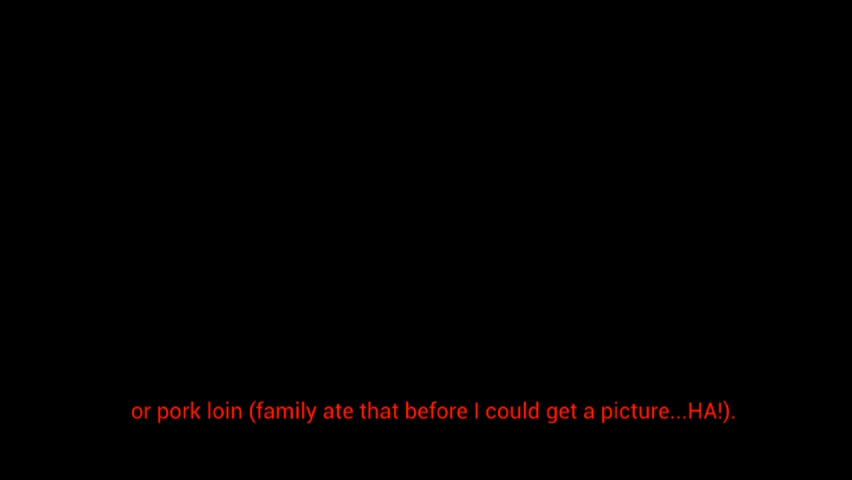 or pork loin (family ate that before I could get a picture...HA!).